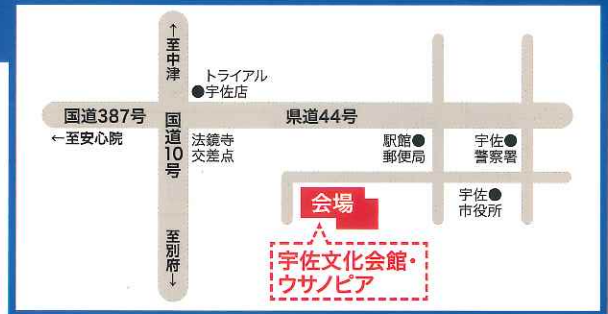 ↑至中津
トライアル
●宇佐店
国道387号
国道10号
県道44号
←至安心院
法鏡寺
交差点
駅館●
郵便局
宇佐●
警察署
宇佐●
市役所
会場
至別府↓
宇佐文化会館・
ウサノピア